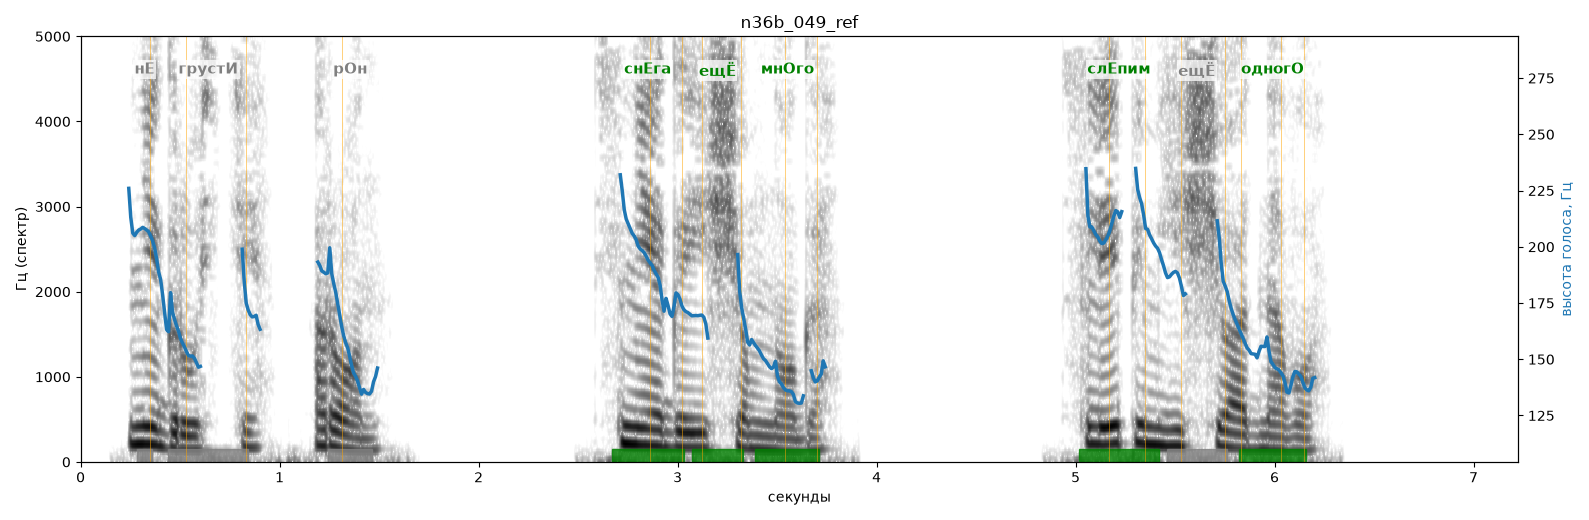 n36b_049_ref
нЕ грустИ рОн снЕга ещЁ мнОго слЕпим ещЁ одногО
5000
4000
3000
2000
1000
0
Гц (спектр)
275
250
225
200
175
150
125
высота голоса, Гц
0 1 2 3 4 5 6 7
секунды